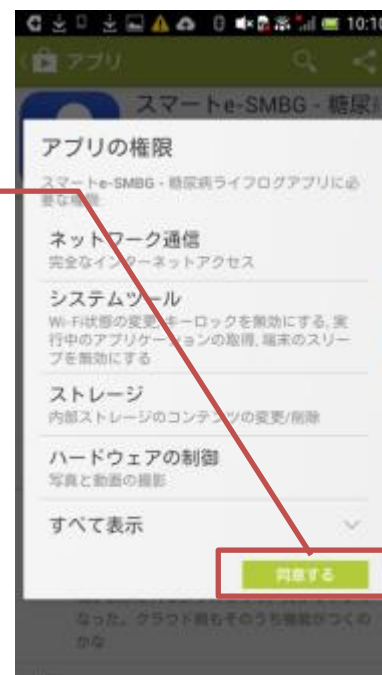 10:10
アプリ
スマートe-SMBG - 糖尿
アプリの権限
スマートe-SMBG - 糖尿病ライフログアプリに必
要な権限:
ネットワーク通信
完全なインターネットアクセス
システムツール
Wi-Fi状態の変更, キーロックを無効にする, 実
行中のアプリケーションの取得, 端末のスリー
プを無効にする
ストレージ
内部ストレージのコンテンツの変更/削除
ハードウェアの制御
写真と動画の撮影
すべて表示
同意する
なった。クラウド側もそのうち機能がつくの
かな